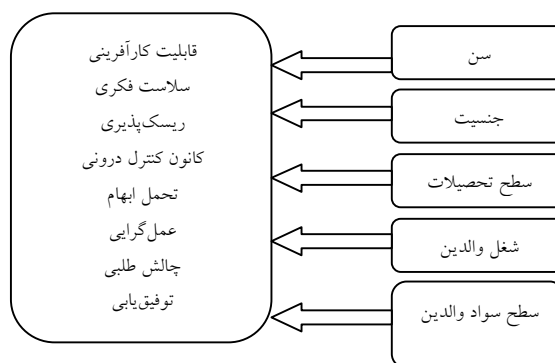 قابلیت کارآفرینی
سلاست فکری
ریسک‌پذیری
کانون کنترل درونی
تحمل ابهام
عمل‌گرایی
چالش طلبی
توفیق‌یابی
سن
جنسیت
سطح تحصیلات
شغل والدین
سطح سواد والدین